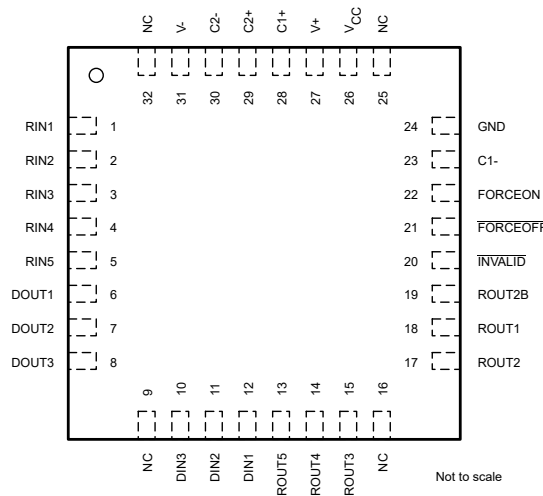 NC V- C2- C2+ C1+ V+ VCC NC
32 31 30 29 28 27 26 25
RIN1 1 24 GND
RIN2 2 23 C1-
RIN3 3 22 FORCEON
RIN4 4 21 FORCEOFF
RIN5 5 20 INVALID
DOUT1 6 19 ROUT2B
DOUT2 7 18 ROUT1
DOUT3 8 17 ROUT2
9 10 11 12 13 14 15 16
NC DIN3 DIN2 DIN1 ROUT5 ROUT4 ROUT3 NC
Not to scale